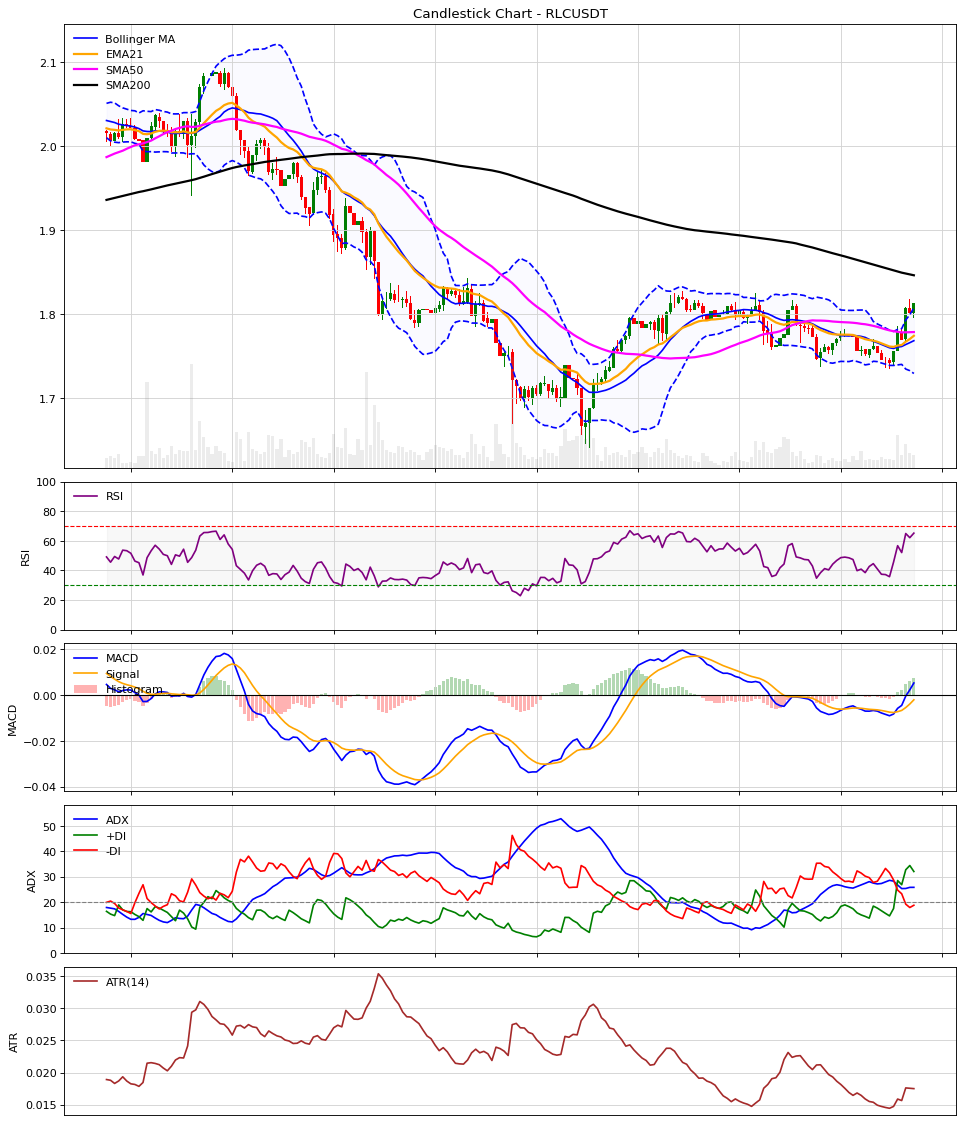 Candlestick Chart - RLCUSDT
Bollinger MA
EMA21
SMA50
SMA200
2.1
2.0
1.9
1.8
1.7
RSI
RSI
100
80
60
40
20
0
MACD
Signal
Histogram
MACD
0.02
0.00
−0.02
−0.04
ADX
+DI
-DI
ADX
50
40
30
20
10
0
ATR(14)
ATR
0.035
0.030
0.025
0.020
0.015